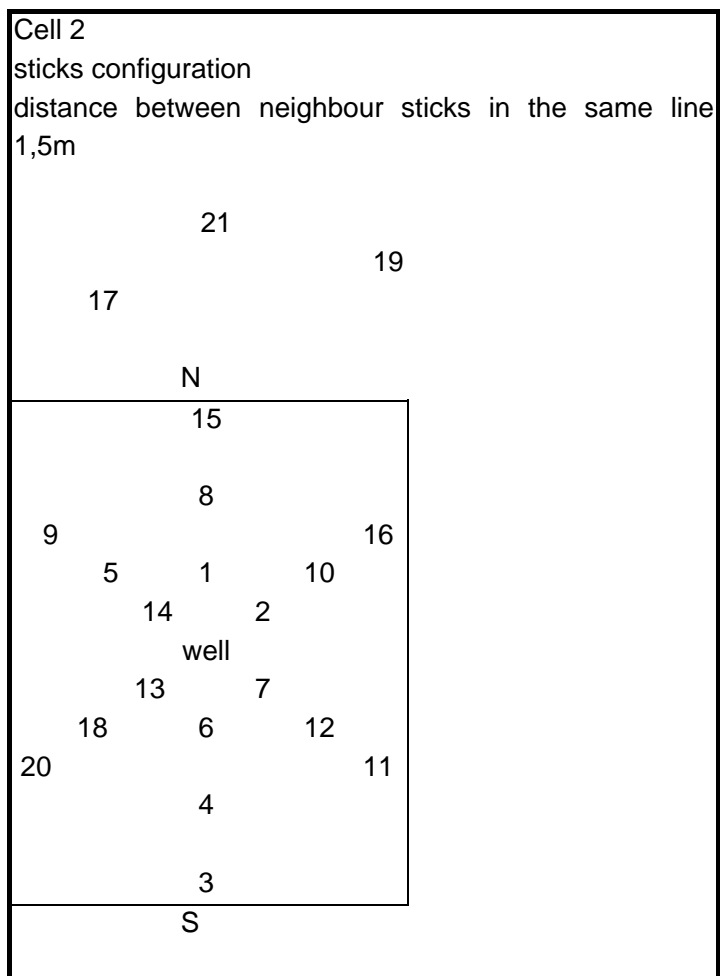 Cell 2
sticks configuration
distance between neighbour sticks in the same line
1,5m
21
19
17
N
15
8
9 16
5 1 10
14 2
well
13 7
18 6 12
20 11
4
3
S